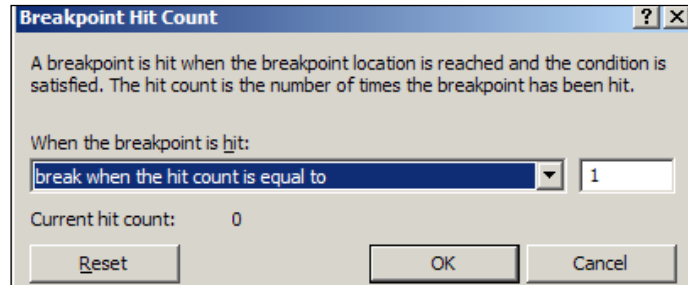 Breakpoint Hit Count
A breakpoint is hit when the breakpoint location is reached and the condition is
satisfied. The hit count is the number of times the breakpoint has been hit.
When the breakpoint is hit:
break when the hit count is equal to 1
Current hit count: 0
Reset OK Cancel